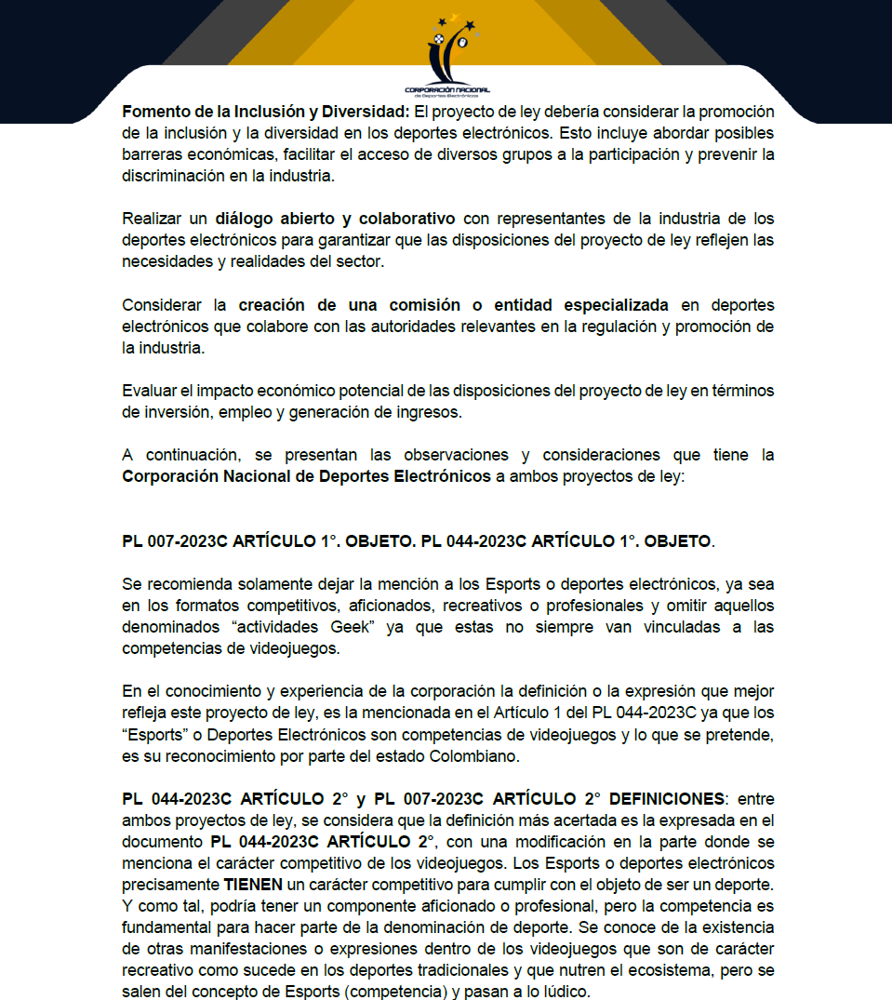 CORPORACIÓN NACIONAL
de Deportes Electrónicos
Fomento de la Inclusión y Diversidad: El proyecto de ley debería considerar la promoción
de la inclusión y la diversidad en los deportes electrónicos. Esto incluye abordar posibles
barreras económicas, facilitar el acceso de diversos grupos a la participación y prevenir la
discriminación en la industria.
Realizar un diálogo abierto y colaborativo con representantes de la industria de los
deportes electrónicos para garantizar que las disposiciones del proyecto de ley reflejen las
necesidades y realidades del sector.
Considerar la creación de una comisión o entidad especializada en deportes
electrónicos que colabore con las autoridades relevantes en la regulación y promoción de
la industria.
Evaluar el impacto económico potencial de las disposiciones del proyecto de ley en términos
de inversión, empleo y generación de ingresos.
A continuación, se presentan las observaciones y consideraciones que tiene la
Corporación Nacional de Deportes Electrónicos a ambos proyectos de ley:
PL 007-2023C ARTÍCULO 1°. OBJETO. PL 044-2023C ARTÍCULO 1°. OBJETO.
Se recomienda solamente dejar la mención a los Esports o deportes electrónicos, ya sea
en los formatos competitivos, aficionados, recreativos o profesionales y omitir aquellos
denominados “actividades Geek” ya que estas no siempre van vinculadas a las
competencias de videojuegos.
En el conocimiento y experiencia de la corporación la definición o la expresión que mejor
refleja este proyecto de ley, es la mencionada en el Artículo 1 del PL 044-2023C ya que los
“Esports” o Deportes Electrónicos son competencias de videojuegos y lo que se pretende,
es su reconocimiento por parte del estado Colombiano.
PL 044-2023C ARTÍCULO 2° y PL 007-2023C ARTÍCULO 2° DEFINICIONES: entre
ambos proyectos de ley, se considera que la definición más acertada es la expresada en el
documento PL 044-2023C ARTÍCULO 2°, con una modificación en la parte donde se
menciona el carácter competitivo de los videojuegos. Los Esports o deportes electrónicos
precisamente TIENEN un carácter competitivo para cumplir con el objeto de ser un deporte.
Y como tal, podría tener un componente aficionado o profesional, pero la competencia es
fundamental para hacer parte de la denominación de deporte. Se conoce de la existencia
de otras manifestaciones o expresiones dentro de los videojuegos que son de carácter
recreativo como sucede en los deportes tradicionales y que nutren el ecosistema, pero se
salen del concepto de Esports (competencia) y pasan a lo lúdico.